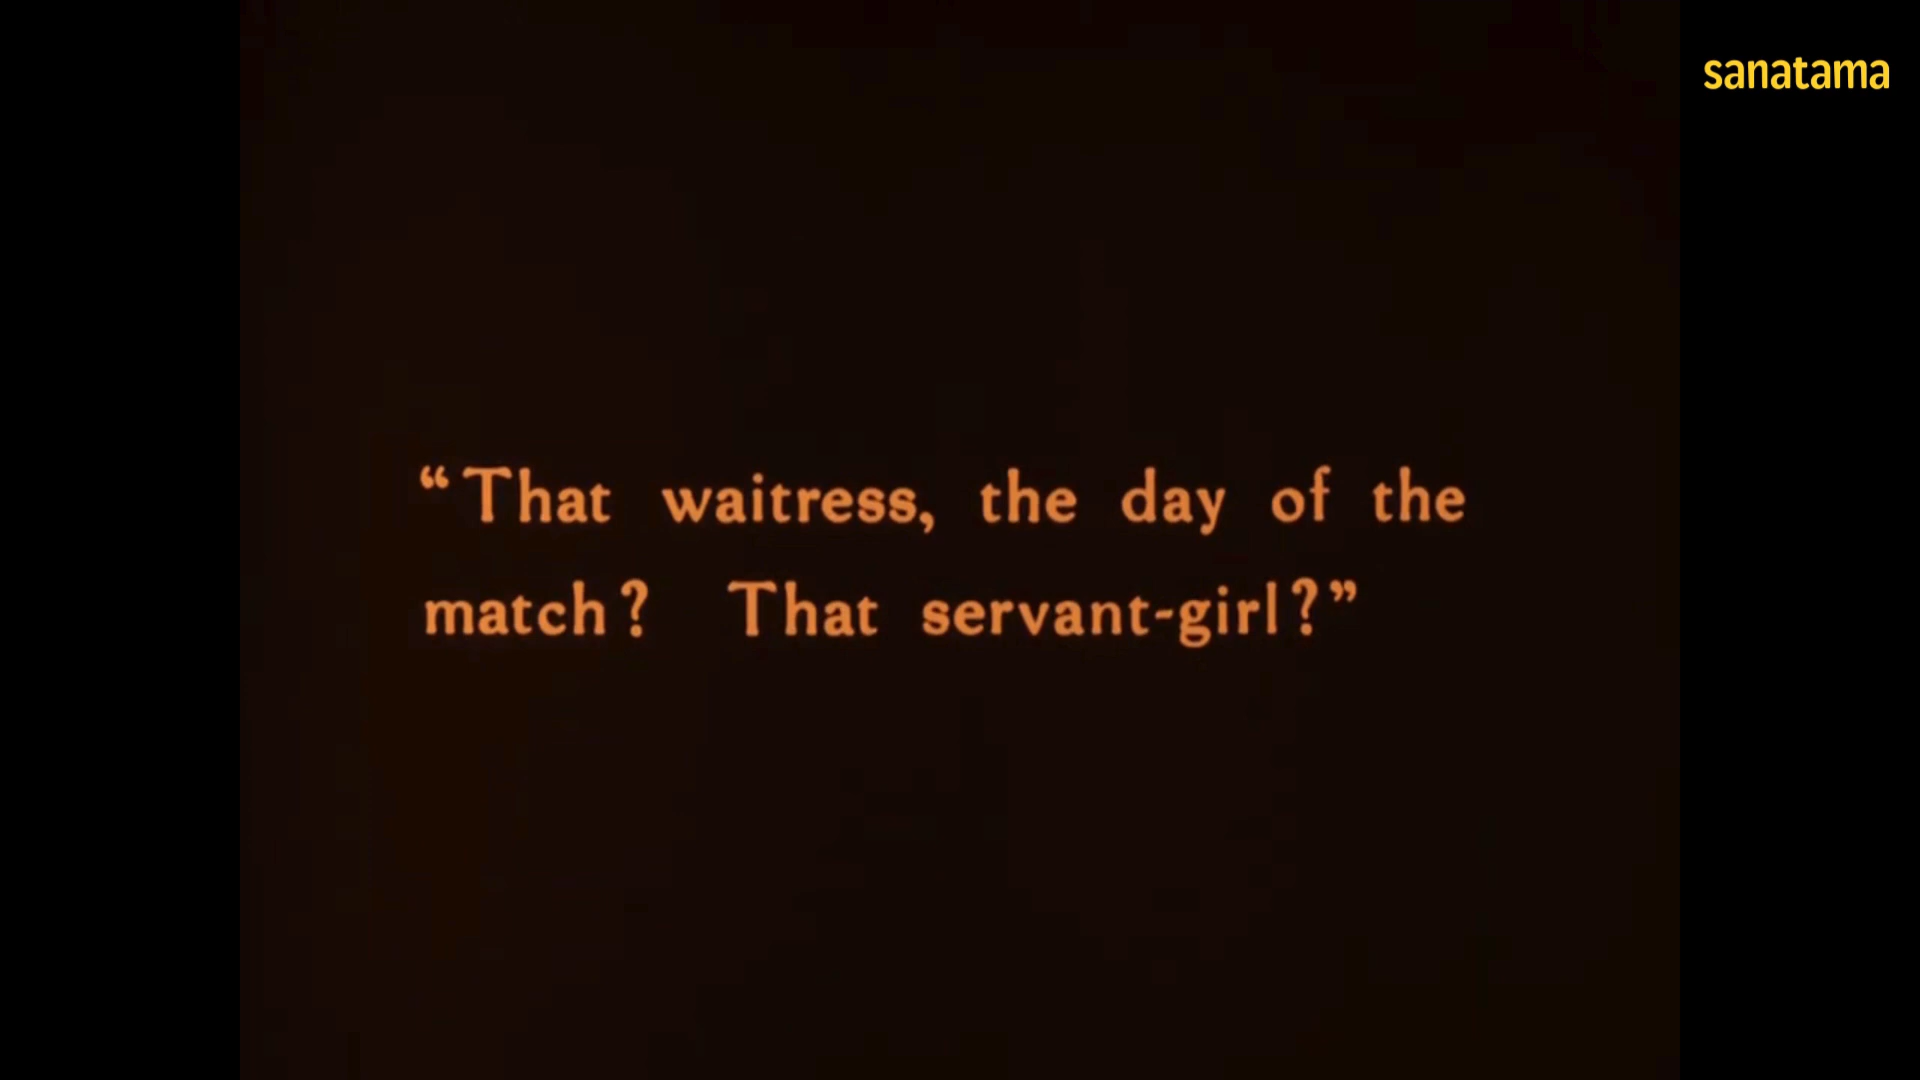 sanatama
“That waitress, the day of the
match? That servant-girl?”